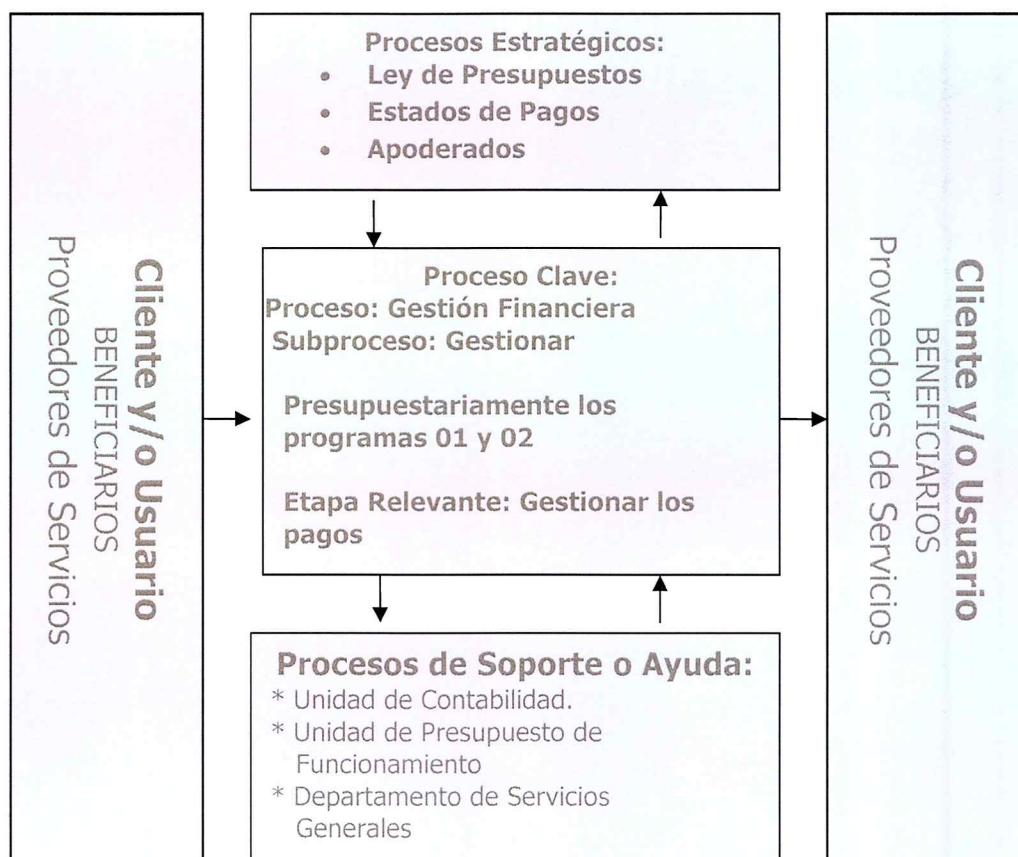 Cliente y/o Usuario
BENEFICIARIOS
Proveedores de Servicios
Procesos Estratégicos:
• Ley de Presupuestos
• Estados de Pagos
• Apoderados
Proceso Clave:
Proceso: Gestión Financiera
Subproceso: Gestionar
Presupuestariamente los
programas 01 y 02
Etapa Relevante: Gestionar los
pagos
Procesos de Soporte o Ayuda:
* Unidad de Contabilidad.
* Unidad de Presupuesto de
Funcionamiento
* Departamento de Servicios
Generales
Cliente y/o Usuario
BENEFICIARIOS
Proveedores de Servicios